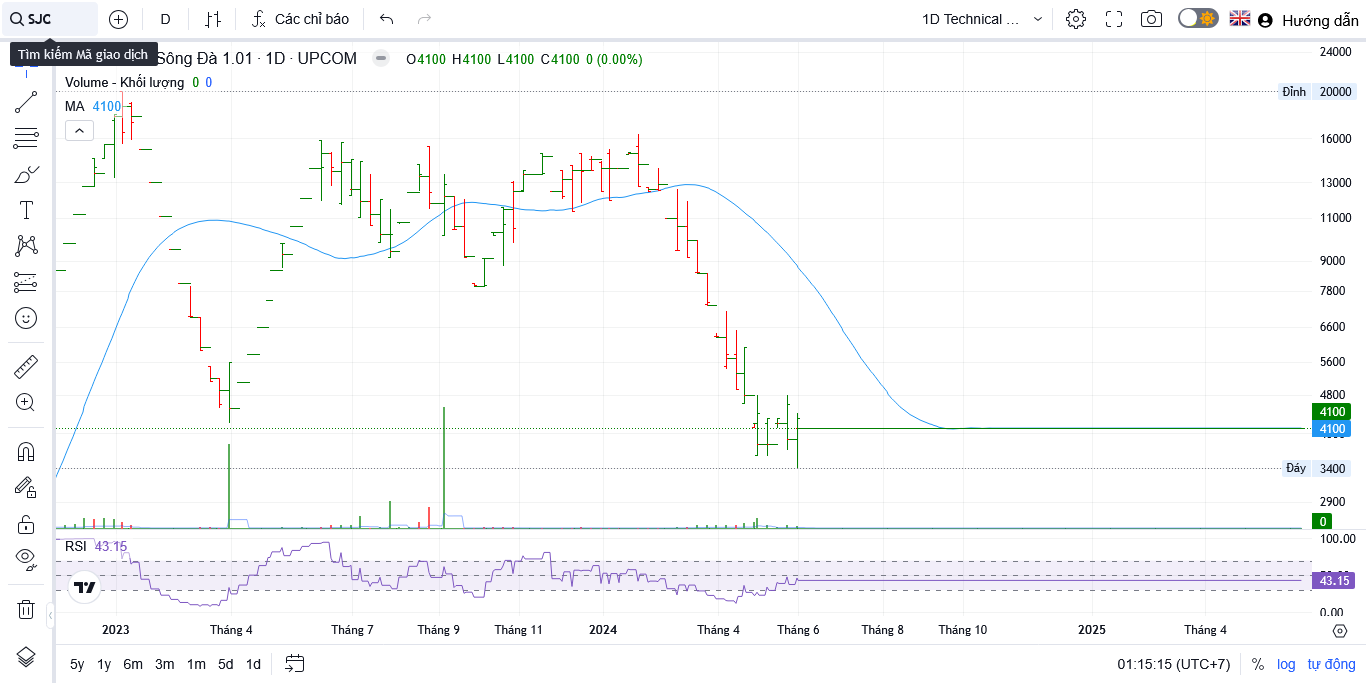 SJC
D
Các chỉ báo
1D Technical ...
Hướng dẫn
Tìm kiếm Mã giao dịch
Sông Đà 1.01 · 1D · UPCOM
O4100 H4100 L4100 C4100 0 (0.00%)
Volume - Khối lượng 0 0
MA 4100
24000
Đỉnh 20000
16000
13000
11000
9000
7800
6600
5600
4800
4100
4100
Đáy 3400
2900
0
RSI 43.15
100.00
43.15
0.00
2023
Tháng 4
Tháng 7
Tháng 9
Tháng 11
2024
Tháng 4
Tháng 6
Tháng 8
Tháng 10
2025
Tháng 4
5y 1y 6m 3m 1m 5d 1d
01:15:15 (UTC+7)
%
log
tự động